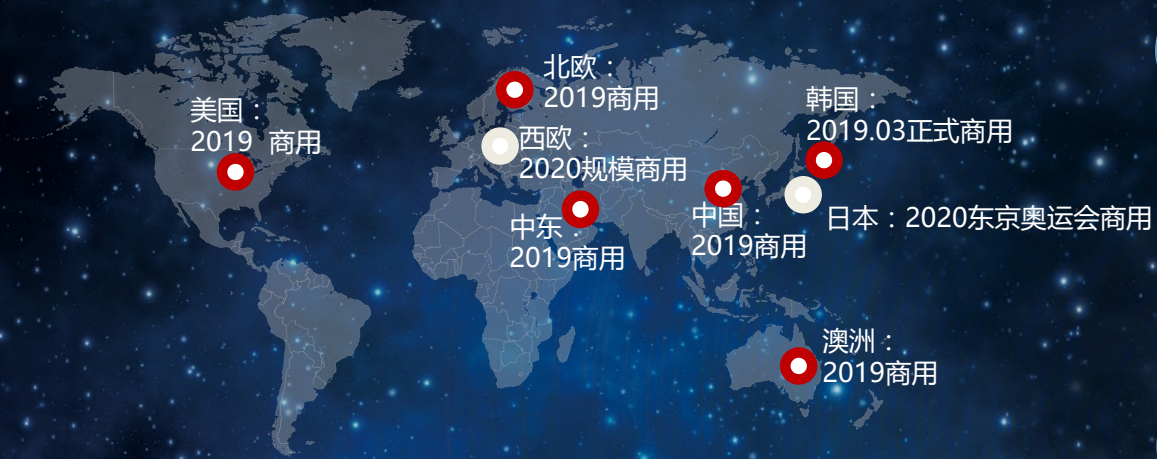 北欧：
2019商用
美国：
2019  商用
韩国：
2019.03正式商用
西欧：
2020规模商用
中东：
2019商用
中国：
2019商用
日本：2020东京奥运会商用
澳洲：
2019商用